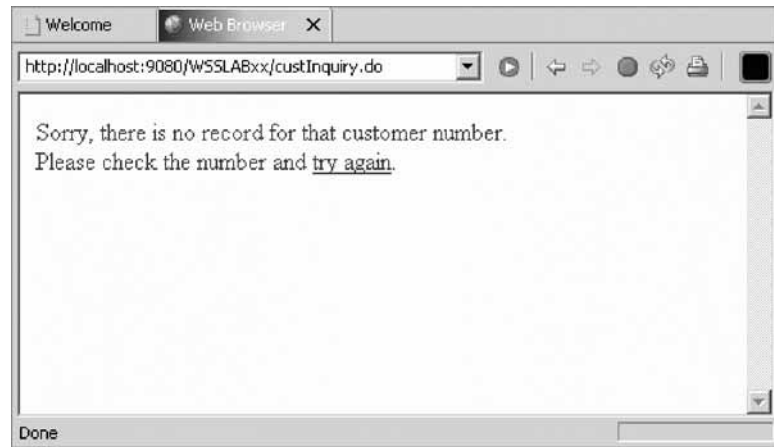 Welcome
Web Browser
http://localhost:9080/WSSLABxx/custInquiry.do
Sorry, there is no record for that customer number.
Please check the number and try again.
Done